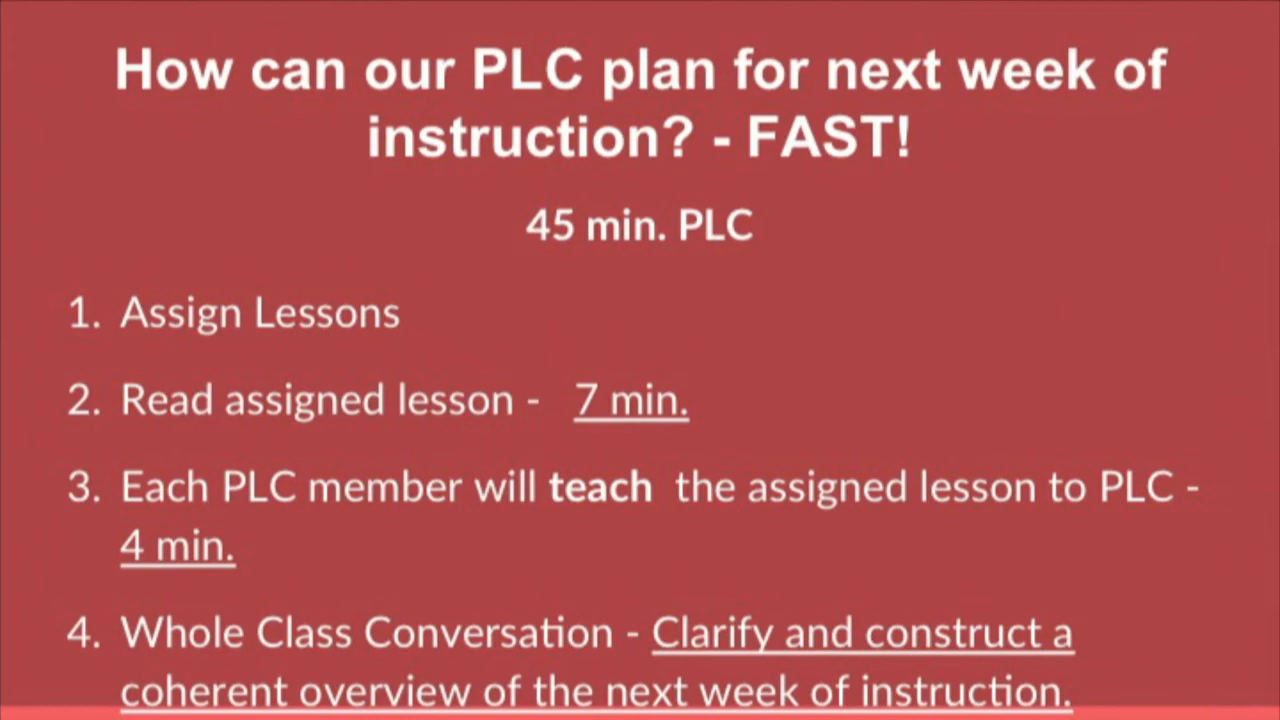 How can our PLC plan for next week of
instruction? - FAST!
45 min. PLC
1. Assign Lessons
2. Read assigned lesson - 7 min.
3. Each PLC member will teach the assigned lesson to PLC -
4 min.
4. Whole Class Conversation - Clarify and construct a
coherent overview of the next week of instruction.